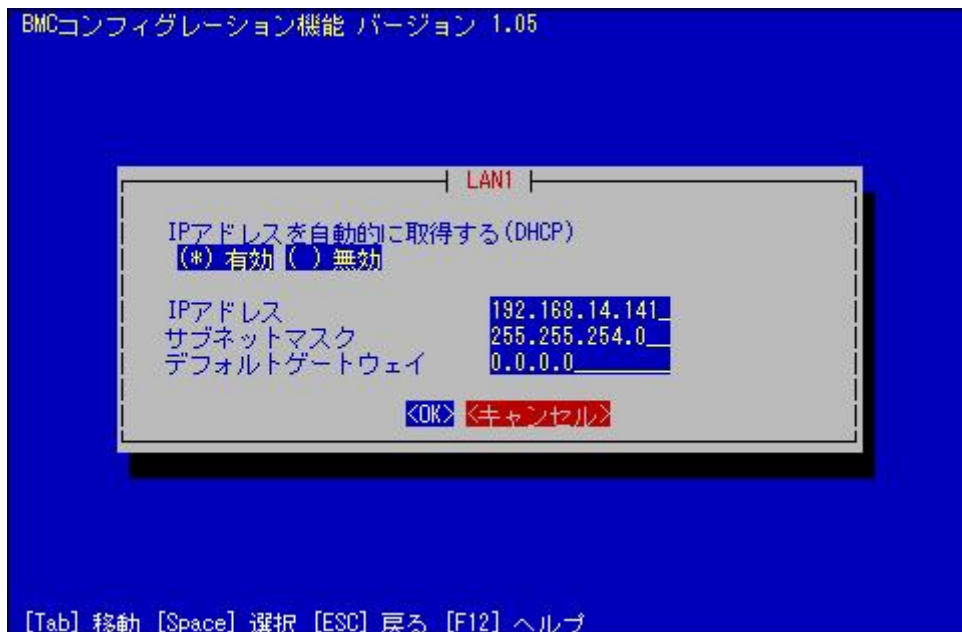 BMCコンフィグレーション機能 バージョン 1.05
LAN1
IPアドレスを自動的に取得する(DHCP)
(*) 有効 ( ) 無効
IPアドレス 192.168.14.141_
サブネットマスク 255.255.254.0__
デフォルトゲートウェイ 0.0.0.0________
<OK> <キャンセル>
[Tab] 移動 [Space] 選択 [ESC] 戻る [F12] ヘルプ